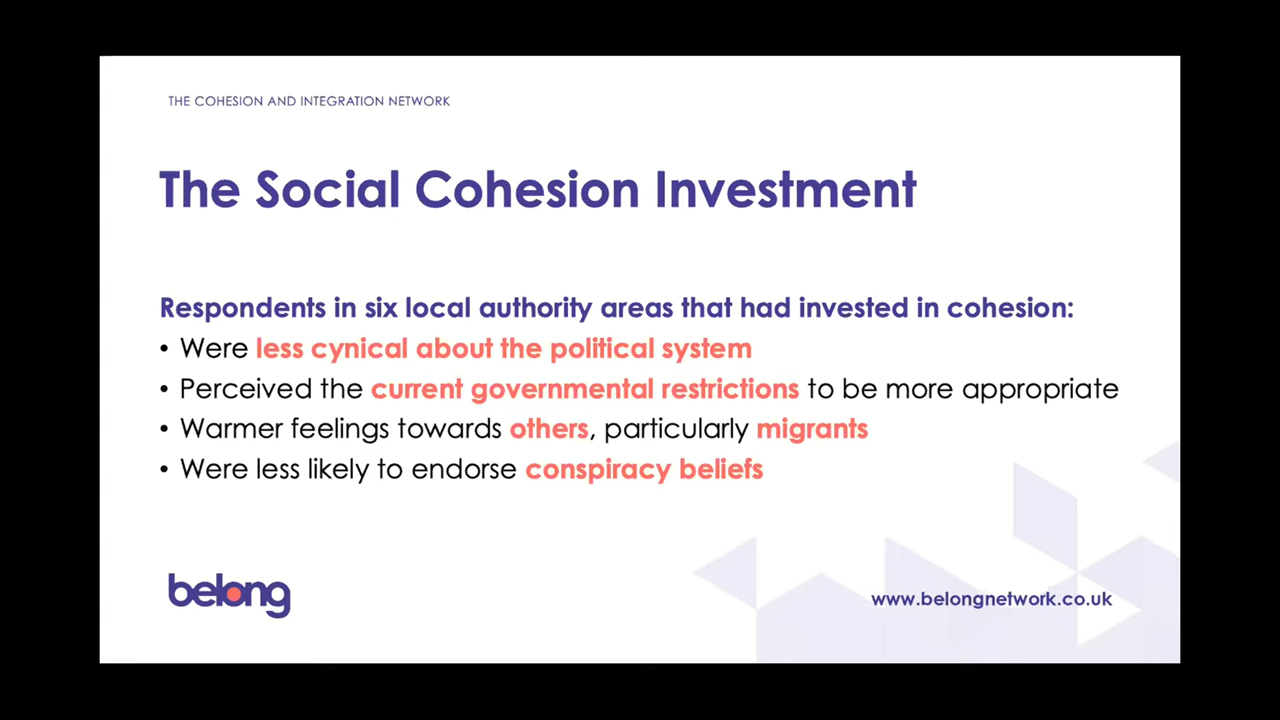 THE COHESION AND INTEGRATION NETWORK
The Social Cohesion Investment
Respondents in six local authority areas that had invested in cohesion:
• Were less cynical about the political system
• Perceived the current governmental restrictions to be more appropriate
• Warmer feelings towards others, particularly migrants
• Were less likely to endorse conspiracy beliefs
belong
www.belongnetwork.co.uk